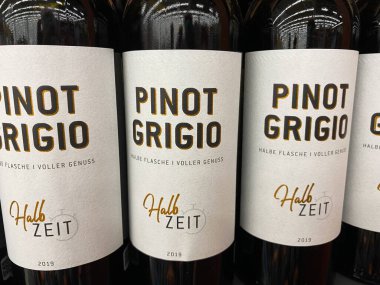 PINOT
GRIGIO
HALBE FLASCHE I VOLLER GENUSS
Halb
ZEIT
2019
PINOT
GRIGIO
HALBE FLASCHE I VOLLER GENUSS
Halb
ZEIT
2019
PINOT
GRIGIO
HALBE FLASCHE I VOLLER GENUSS
Halb
ZEIT
2019